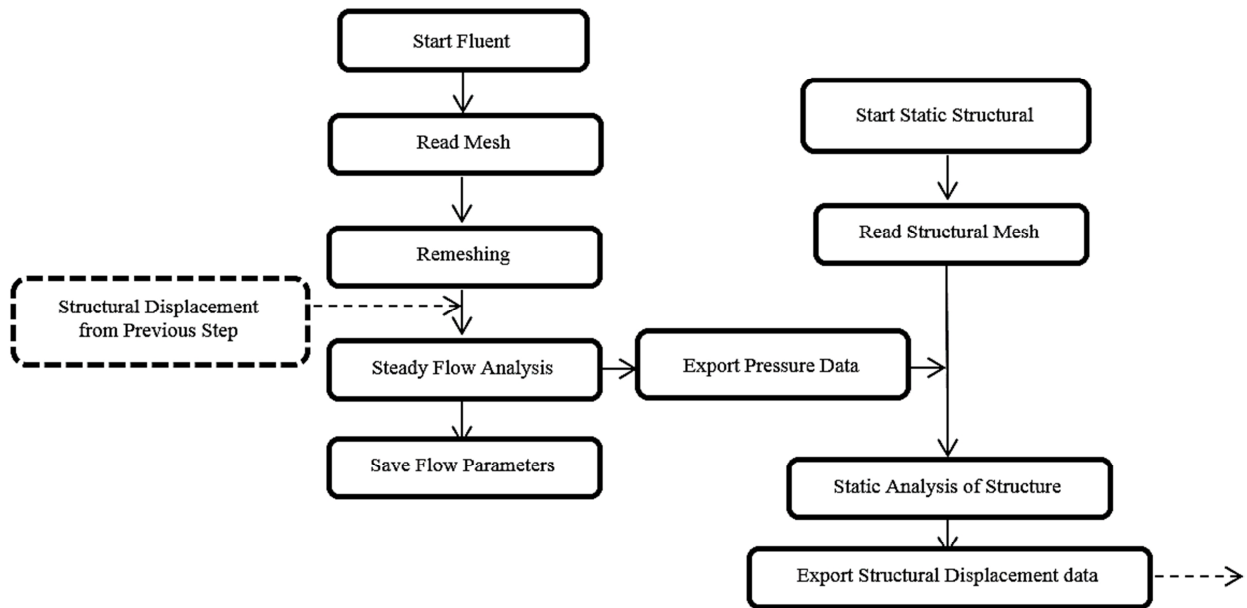 Start Fluent
Read Mesh
Remeshing
Structural Displacement
from Previous Step
Steady Flow Analysis
Save Flow Parameters
Export Pressure Data
Start Static Structural
Read Structural Mesh
Static Analysis of Structure
Export Structural Displacement data